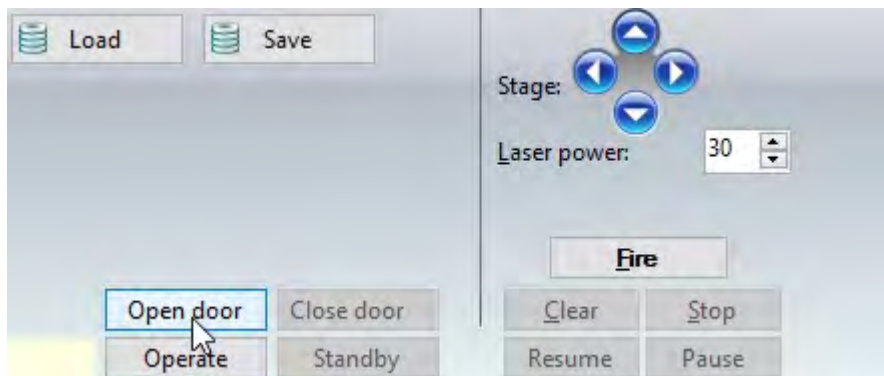 Load Save
Stage:
Laser power: 30
Fire
Open door Close door Clear Stop
Operate Standby Resume Pause